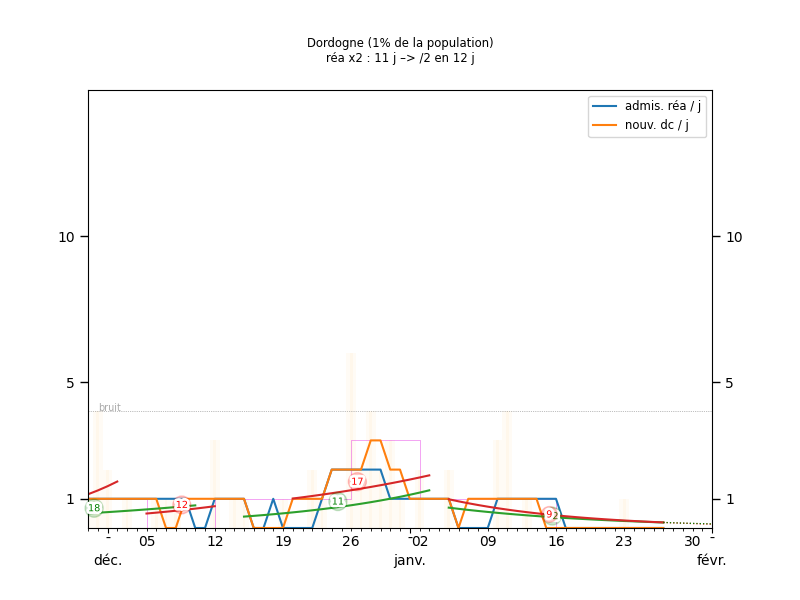 Dordogne (1% de la population)
réa x2 : 11 j –> /2 en 12 j
admis. réa / j
nouv. dc / j
10 10
5 5
bruit
17
11
12
18
9
1 1
- 05 12 19 26 - 02 09 16 23 30 -
déc. janv. févr.